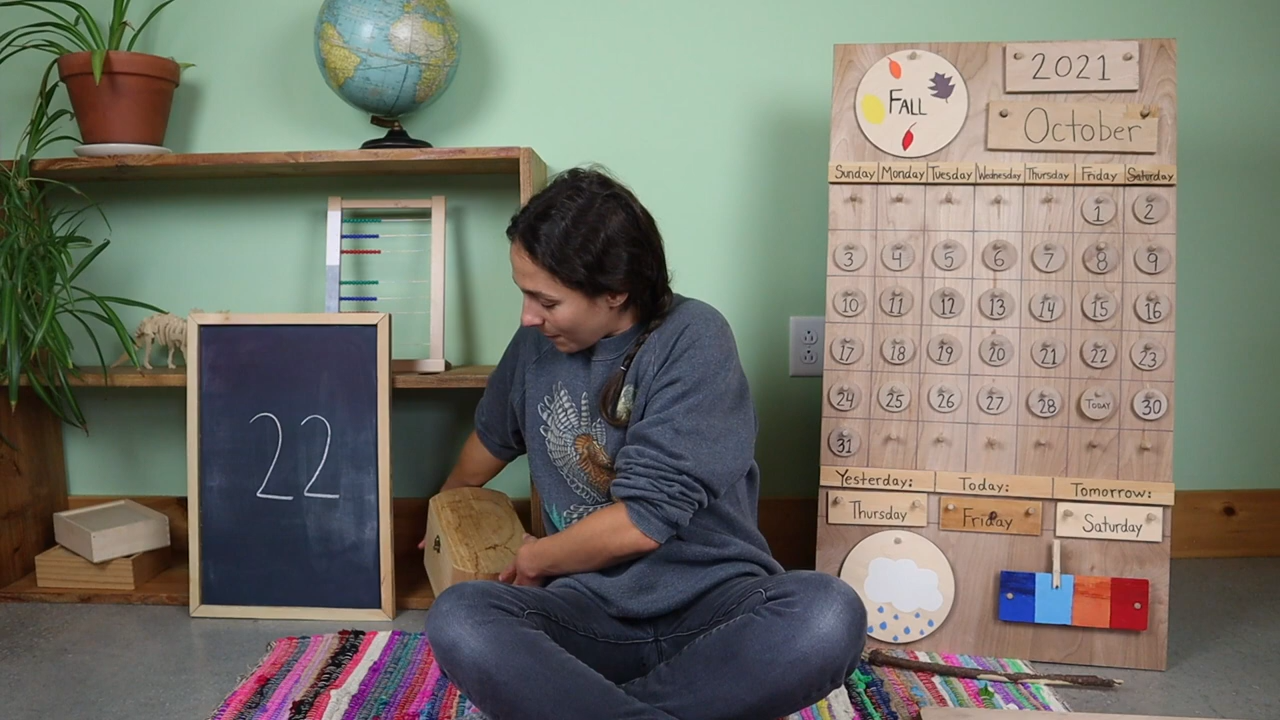 22
FALL
2021
October
Sunday Monday Tuesday Wednesday Thursday Friday Saturday
1 2
3 4 5 6 7 8 9
10 11 12 13 14 15 16
17 18 19 20 21 22 23
24 25 26 27 28 TODAY 30
31
Yesterday: Today: Tomorrow:
Thursday Friday Saturday